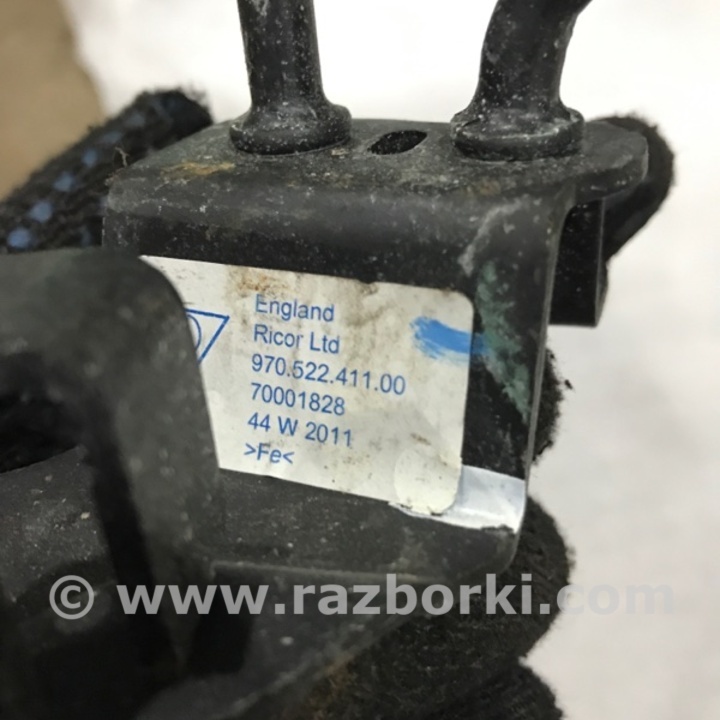 England
Ricor Ltd
970.522.411.00
70001828
44 W 2011
>Fe<
© www.razborki.com